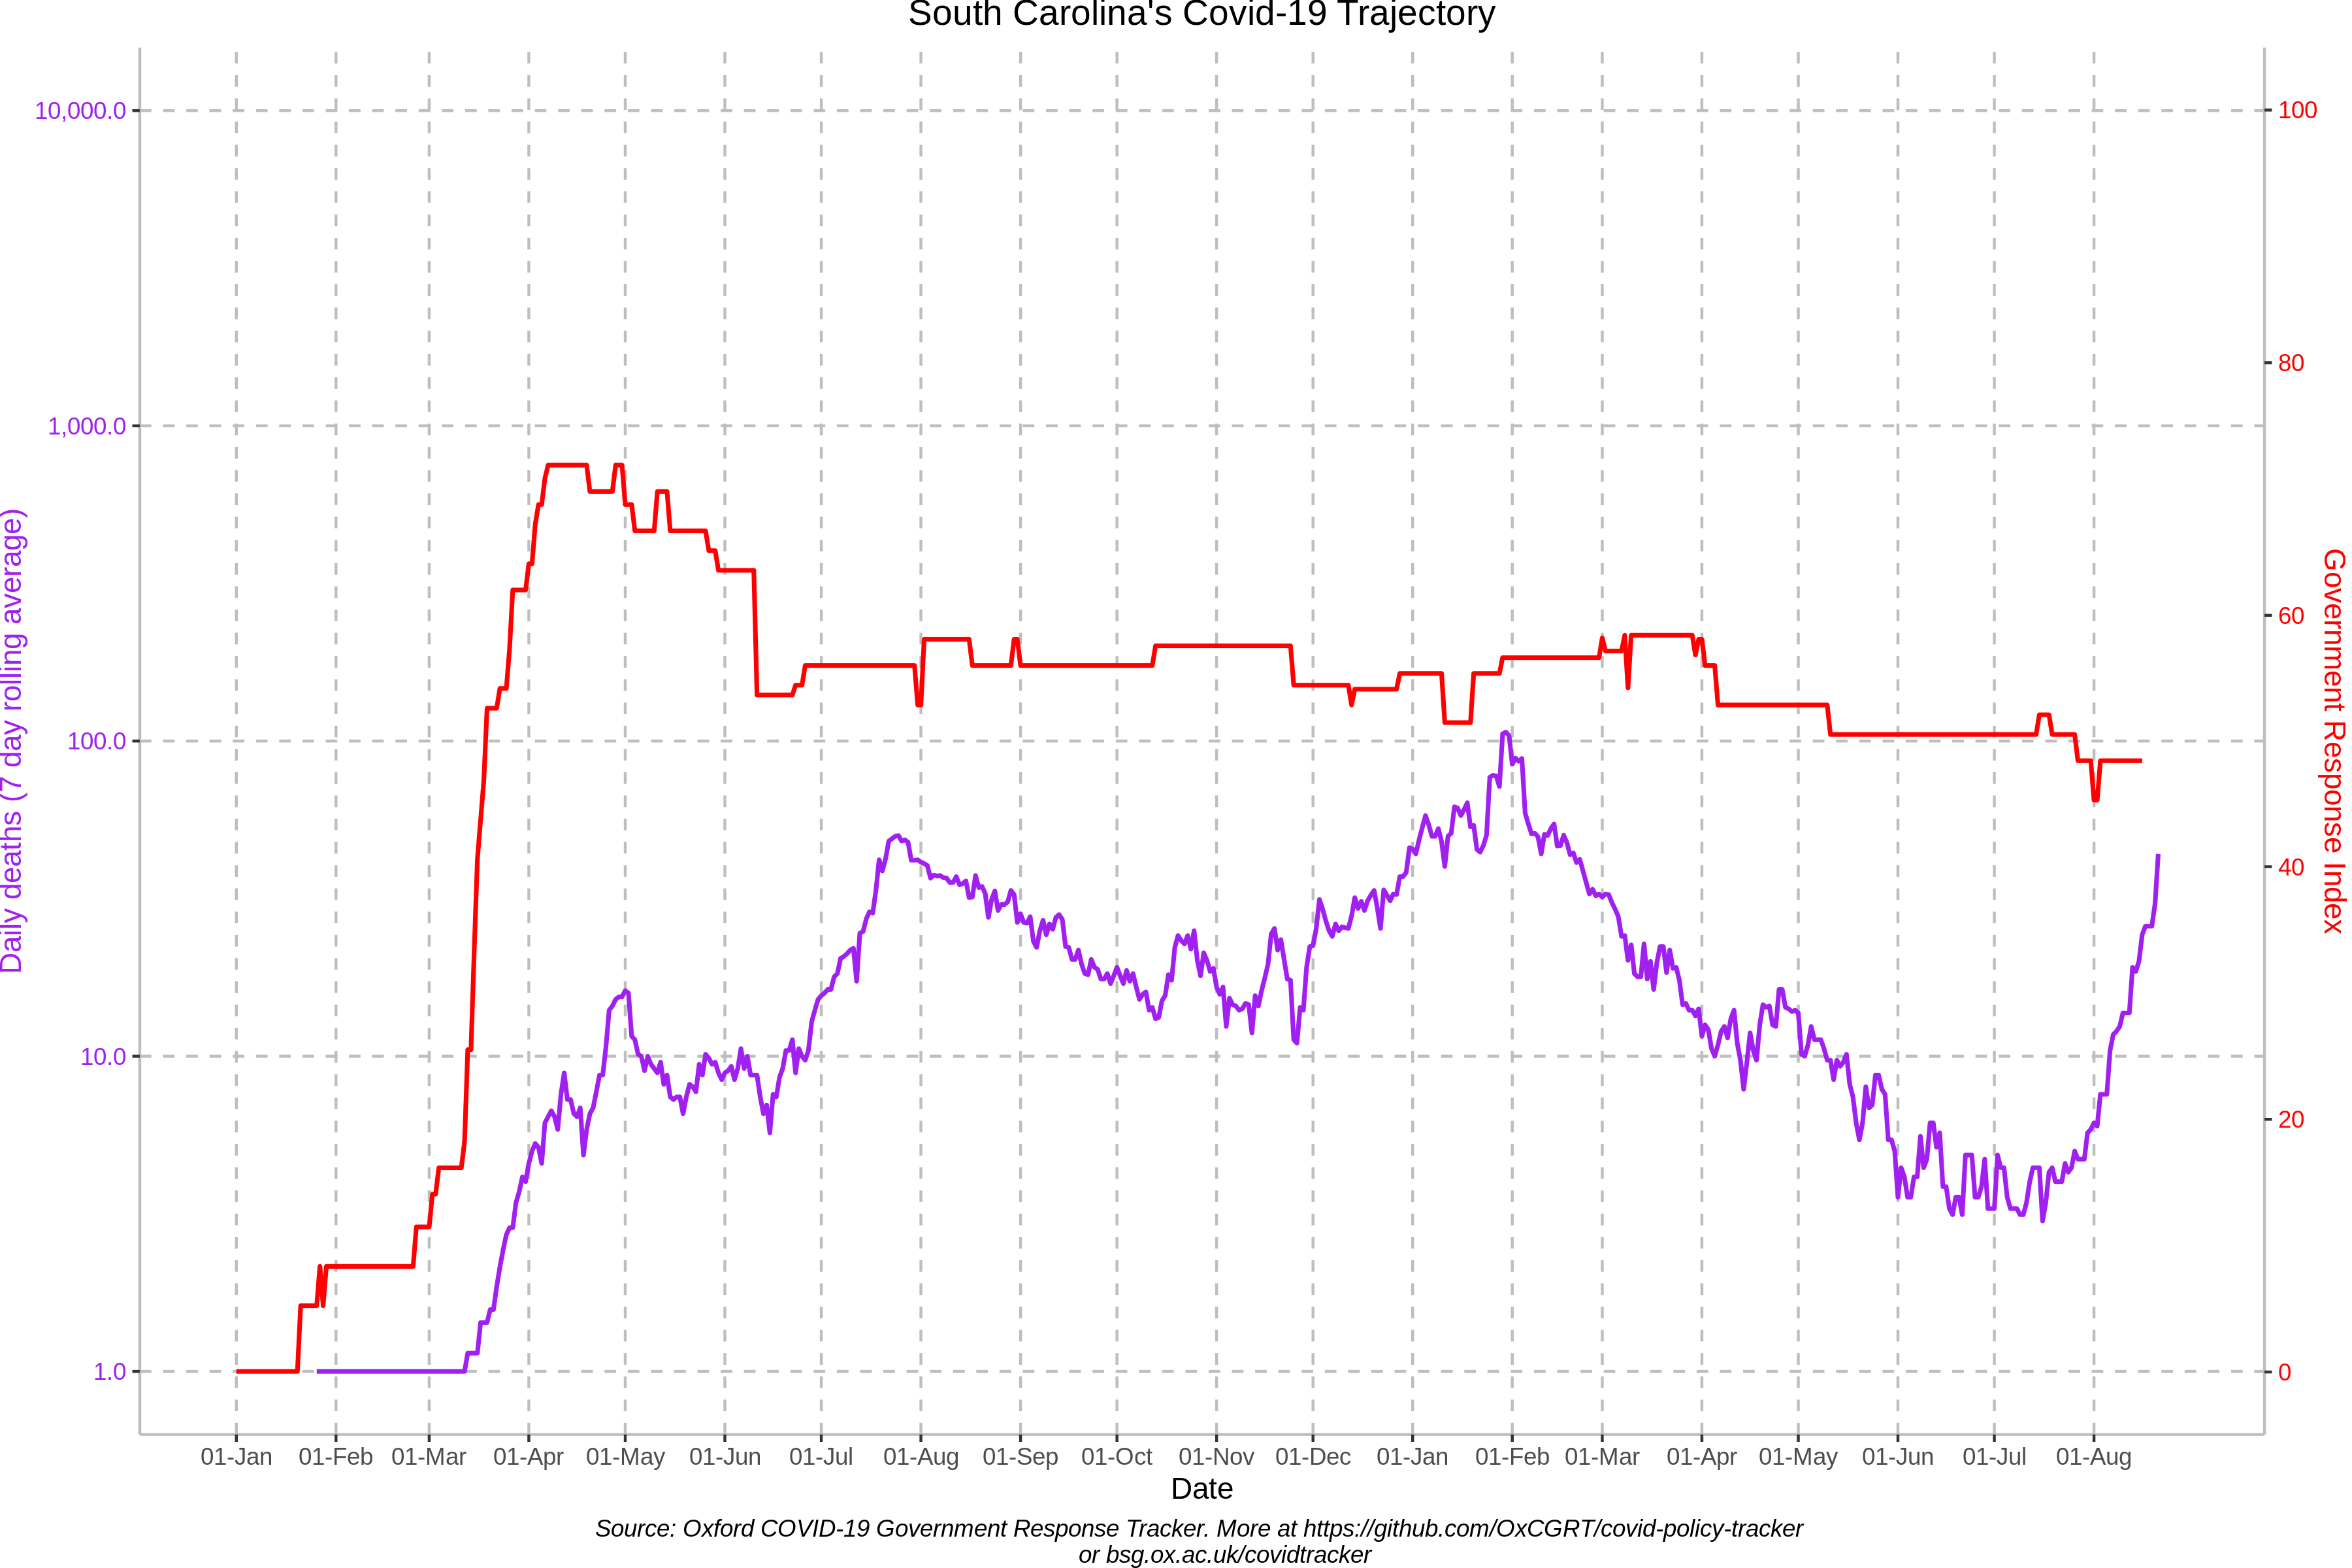 South Carolina's Covid-19 Trajectory
10,000.0
1,000.0
100.0
10.0
1.0
Daily deaths (7 day rolling average)
100
80
60
40
20
0
Government Response Index
01-Jan 01-Feb 01-Mar 01-Apr 01-May 01-Jun 01-Jul 01-Aug 01-Sep 01-Oct 01-Nov 01-Dec 01-Jan 01-Feb 01-Mar 01-Apr 01-May 01-Jun 01-Jul 01-Aug
Date
Source: Oxford COVID-19 Government Response Tracker. More at https://github.com/OxCGRT/covid-policy-tracker
or bsg.ox.ac.uk/covidtracker